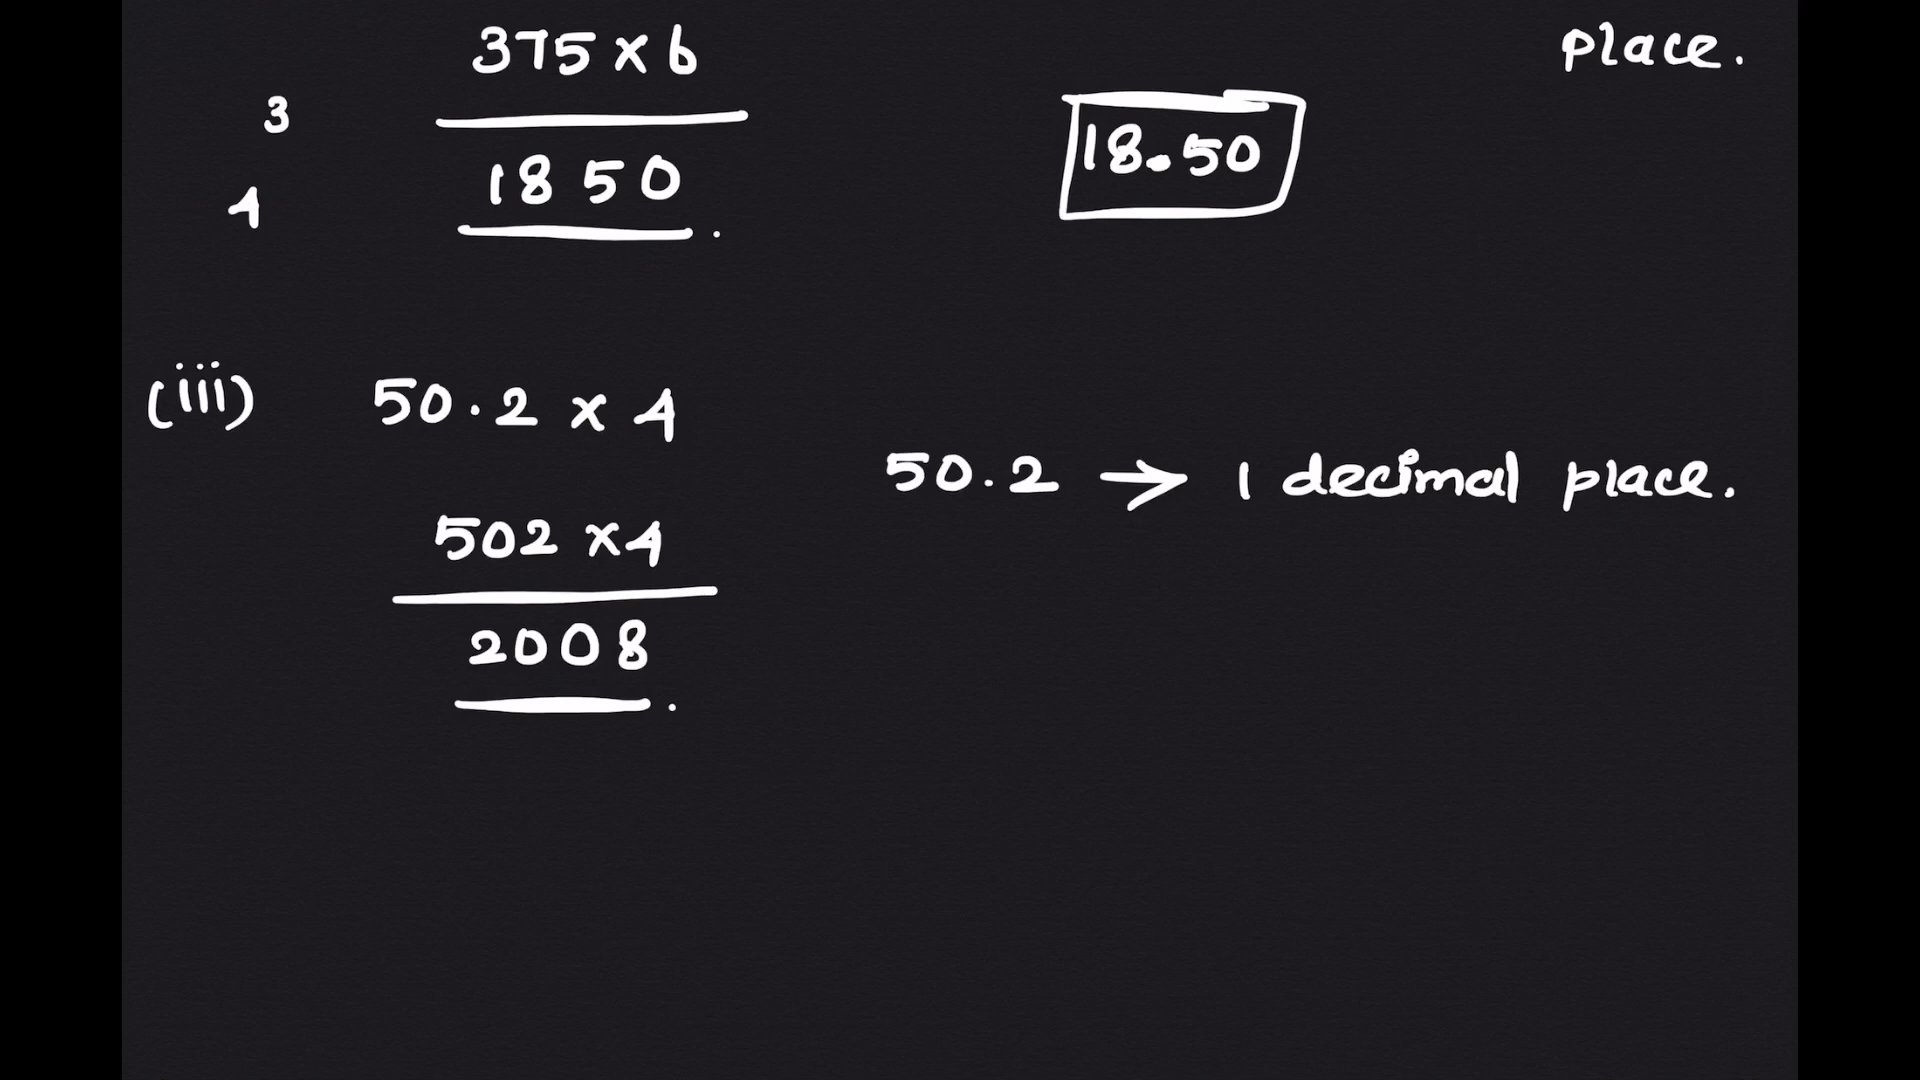 375 × 6
place.
3
18.50
1850
4
.
(iii) 50.2 × 4
50.2 → 1 decimal place.
502 × 4
2008
.